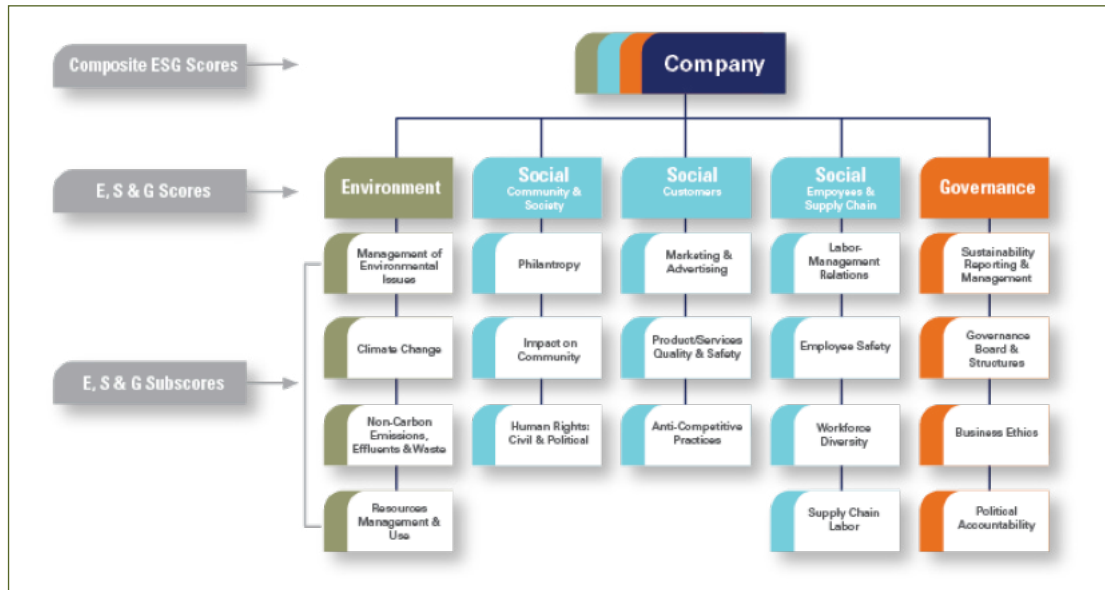 Composite ESG Scores
Company
E, S & G Scores
Environment
Social
Community &
Society
Social
Customers
Social
Empoyees &
Supply Chain
Governance
Management of
Environmental
Issues
Philantropy
Marketing &
Advertising
Labor-
Management
Relations
Sustainability
Reporting &
Management
E, S & G Subscores
Climate Change
Impact on
Community
Product/Services
Quality & Safety
Employee Safety
Governance
Board &
Structures
Non-Carbon
Emissions,
Effluents & Waste
Human Rights:
Civil & Political
Anti-Competitive
Practices
Workforce
Diversity
Business Ethics
Resources
Management &
Use
Supply Chain
Labor
Political
Accountability